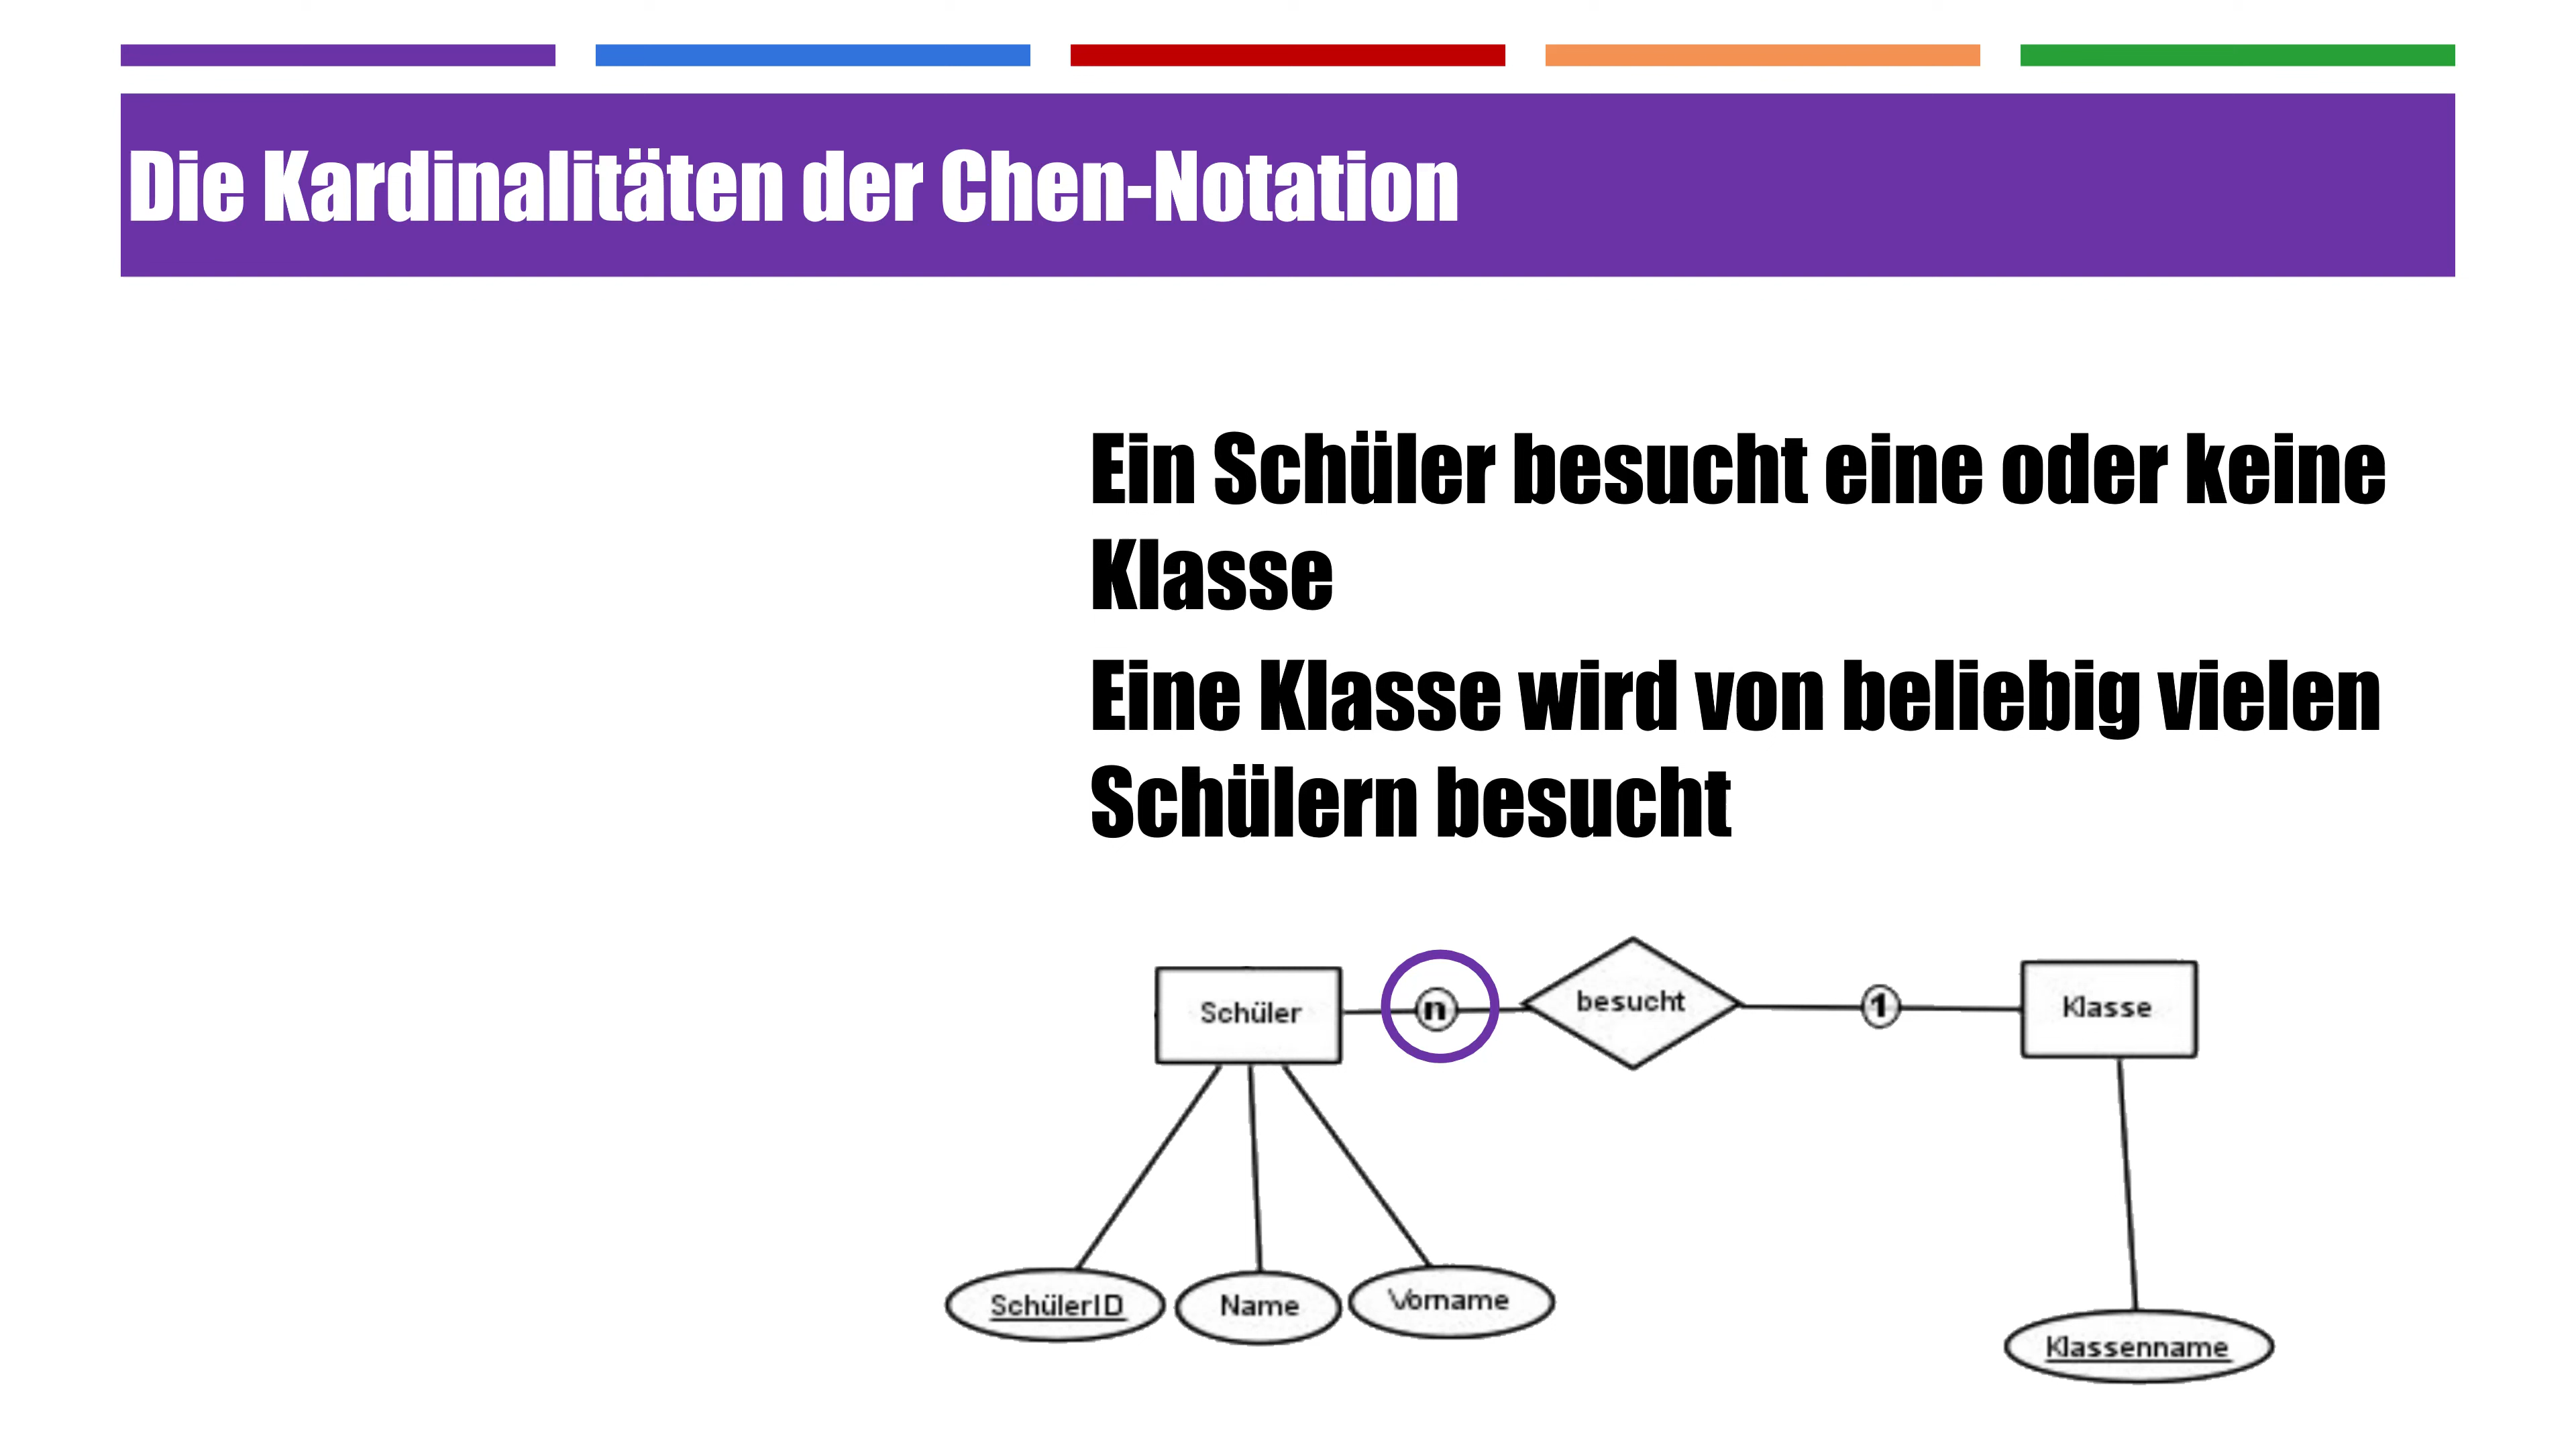 Die Kardinalitäten der Chen-Notation
Ein Schüler besucht eine oder keine
Klasse
Eine Klasse wird von beliebig vielen
Schülern besucht
Schüler
n
besucht
1
Klasse
SchülerID
Name
Vorname
Klassenname